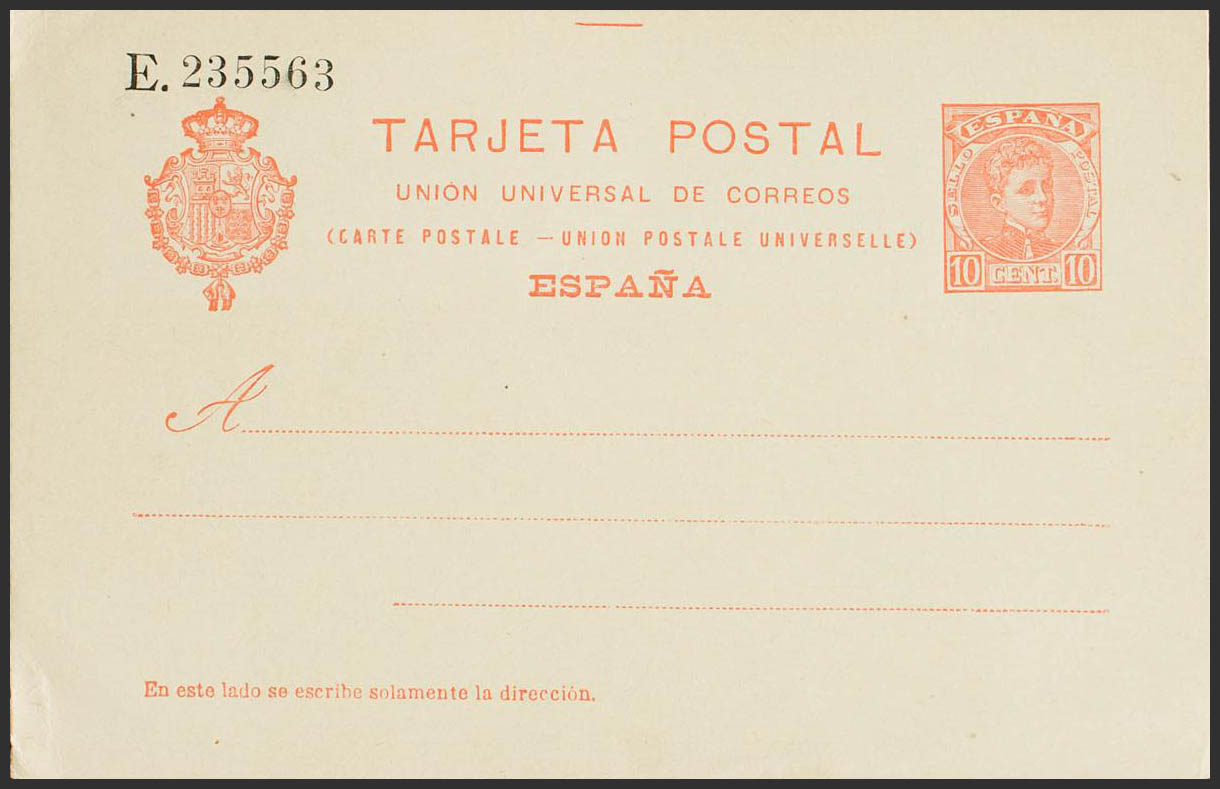 E. 235563
TARJETA POSTAL
UNIÓN UNIVERSAL DE CORREOS
(CARTE POSTALE — UNION POSTALE UNIVERSELLE)
ESPAÑA
ESPAÑA
SELLO POSTAL
10 CENT. 10
A
En este lado se escribe solamente la dirección.